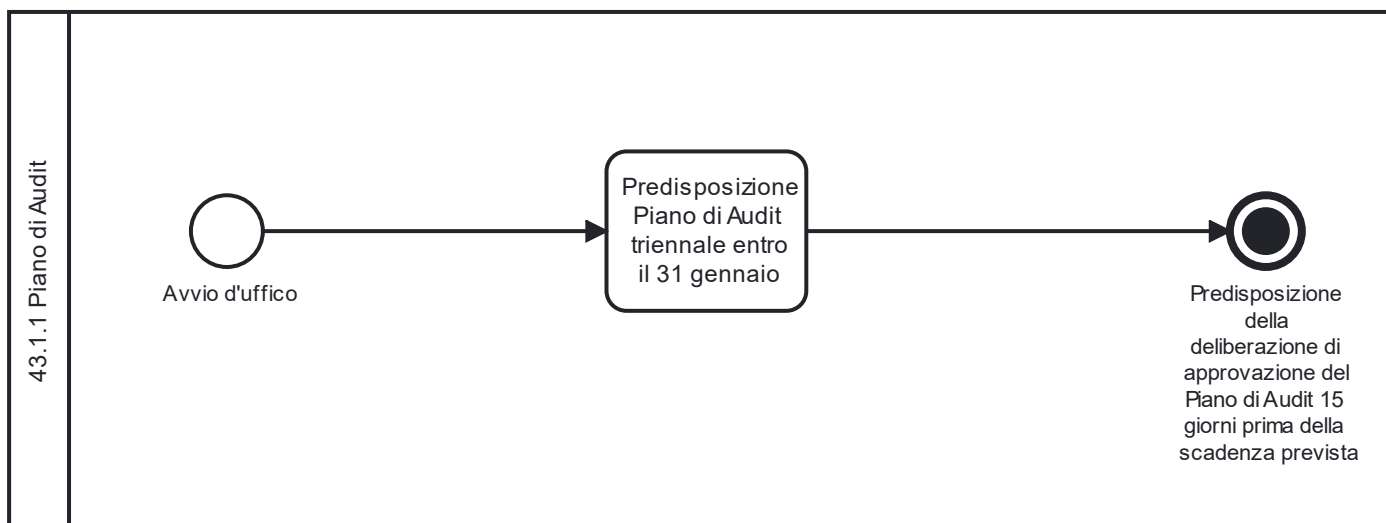 43.1.1 Piano di Audit
Avvio d'uffico
Predisposizione
Piano di Audit
triennale entro
il 31 gennaio
Predisposizione
della
deliberazione di
approvazione del
Piano di Audit 15
giorni prima della
scadenza prevista